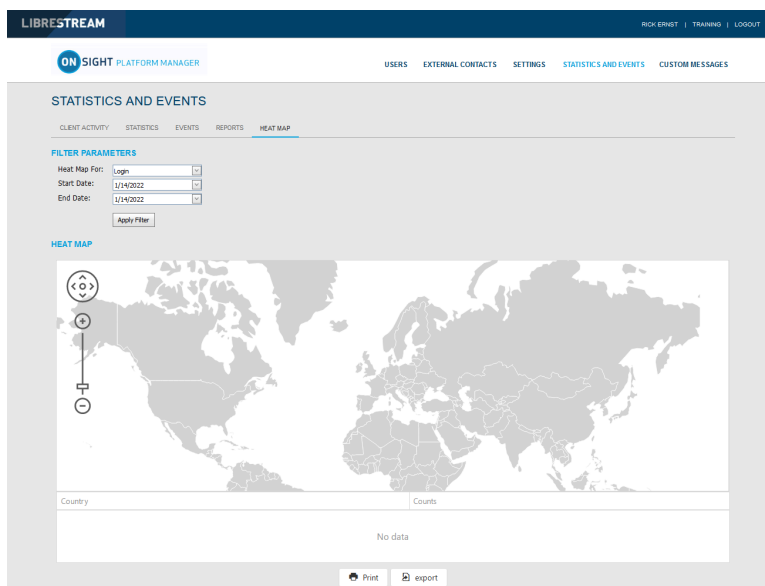 LIBRESTREAM
RICK ERNST | TRAINING | LOGOUT
ON SIGHT PLATFORM MANAGER
USERS EXTERNAL CONTACTS SETTINGS STATISTICS AND EVENTS CUSTOM MESSAGES
STATISTICS AND EVENTS
CLIENT ACTIVITY STATISTICS EVENTS REPORTS HEAT MAP
FILTER PARAMETERS
Heat Map For: Login
Start Date: 1/14/2022
End Date: 1/14/2022
Apply Filter
HEAT MAP
Country Counts
No data
Print export